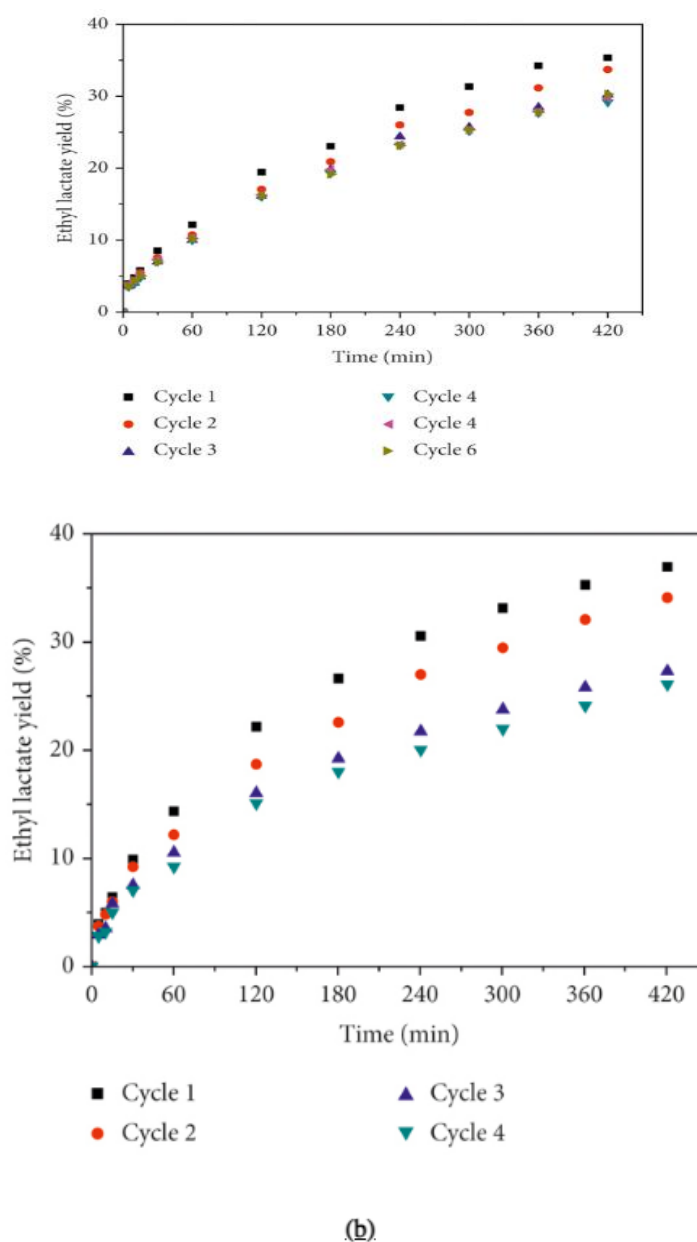 40
30
20
10
0
Ethyl lactate yield (%)
0 60 120 180 240 300 360 420
Time (min)
Cycle 1 Cycle 4
Cycle 2 Cycle 4
Cycle 3 Cycle 6
40
30
20
10
0
Ethyl lactate yield (%)
0 60 120 180 240 300 360 420
Time (min)
Cycle 1 Cycle 3
Cycle 2 Cycle 4
(b)